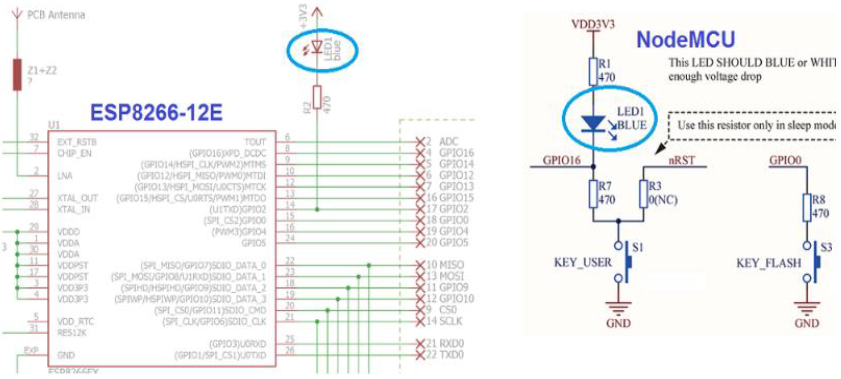 PCB Antenna
+3V3
LED1
blue
Z1+Z2
?
R2
470
ESP8266-12E
U1
32 EXT_RSTB
7 CHIP_EN
2 LNA
27 XTAL_OUT
28 XTAL_IN
29 VDDD
1 VDDA
30 VDDA
11 VDDPST
17 VDDPST
3 VDD3P3
4 VDD3P3
5 VDD_RTC
31 RES12K
EXP GND
3
TOUT 6
(GPIO16)XPD_DCDC 8
(GPIO14/HSPI_CLK/PWM2)MTMS 9
(GPIO12/HSPI_MISO/PWM0)MTDI 10
(GPIO13/HSPI_MOSI/U0CTS)MTCK 12
(GPIO15/HSPI_CS/U0RTS/PWM1)MTDO 13
(U1TXD)GPIO2 14
(SPI_CS2)GPIO0 15
(PWM3)GPIO4 16
GPIO5 24
(SPI_MISO/GPIO7)SDIO_DATA_0 22
(SPI_MOSI/GPIO8/U1RXD)SDIO_DATA_1 23
(SPIHD/HSPIHD/GPIO9)SDIO_DATA_2 18
(SPIWP/HSPIWP/GPIO10)SDIO_DATA_3 19
(SPI_CS0/GPIO11)SDIO_CMD 20
(SPI_CLK/GPIO6)SDIO_CLK 21
(GPIO3)U0RXD 25
(GPIO1/SPI_CS1)U0TXD 26
2 ADC
4 GPIO16
5 GPIO14
6 GPIO12
7 GPIO13
16 GPIO15
17 GPIO2
18 GPIO0
19 GPIO4
20 GPIO5
10 MISO
13 MOSI
11 GPIO9
12 GPIO10
9 CS0
14 SCLK
21 RXD0
22 TXD0
ESP8266EX
VDD3V3
NodeMCU
This LED SHOULD BLUE or WHI
enough voltage drop
R1
470
LED1
BLUE
Use this resistor only in sleep mod
GPIO16
nRST
GPIO0
R7
470
R3
0(NC)
R8
470
S1
KEY_USER
S3
KEY_FLASH
GND
GND